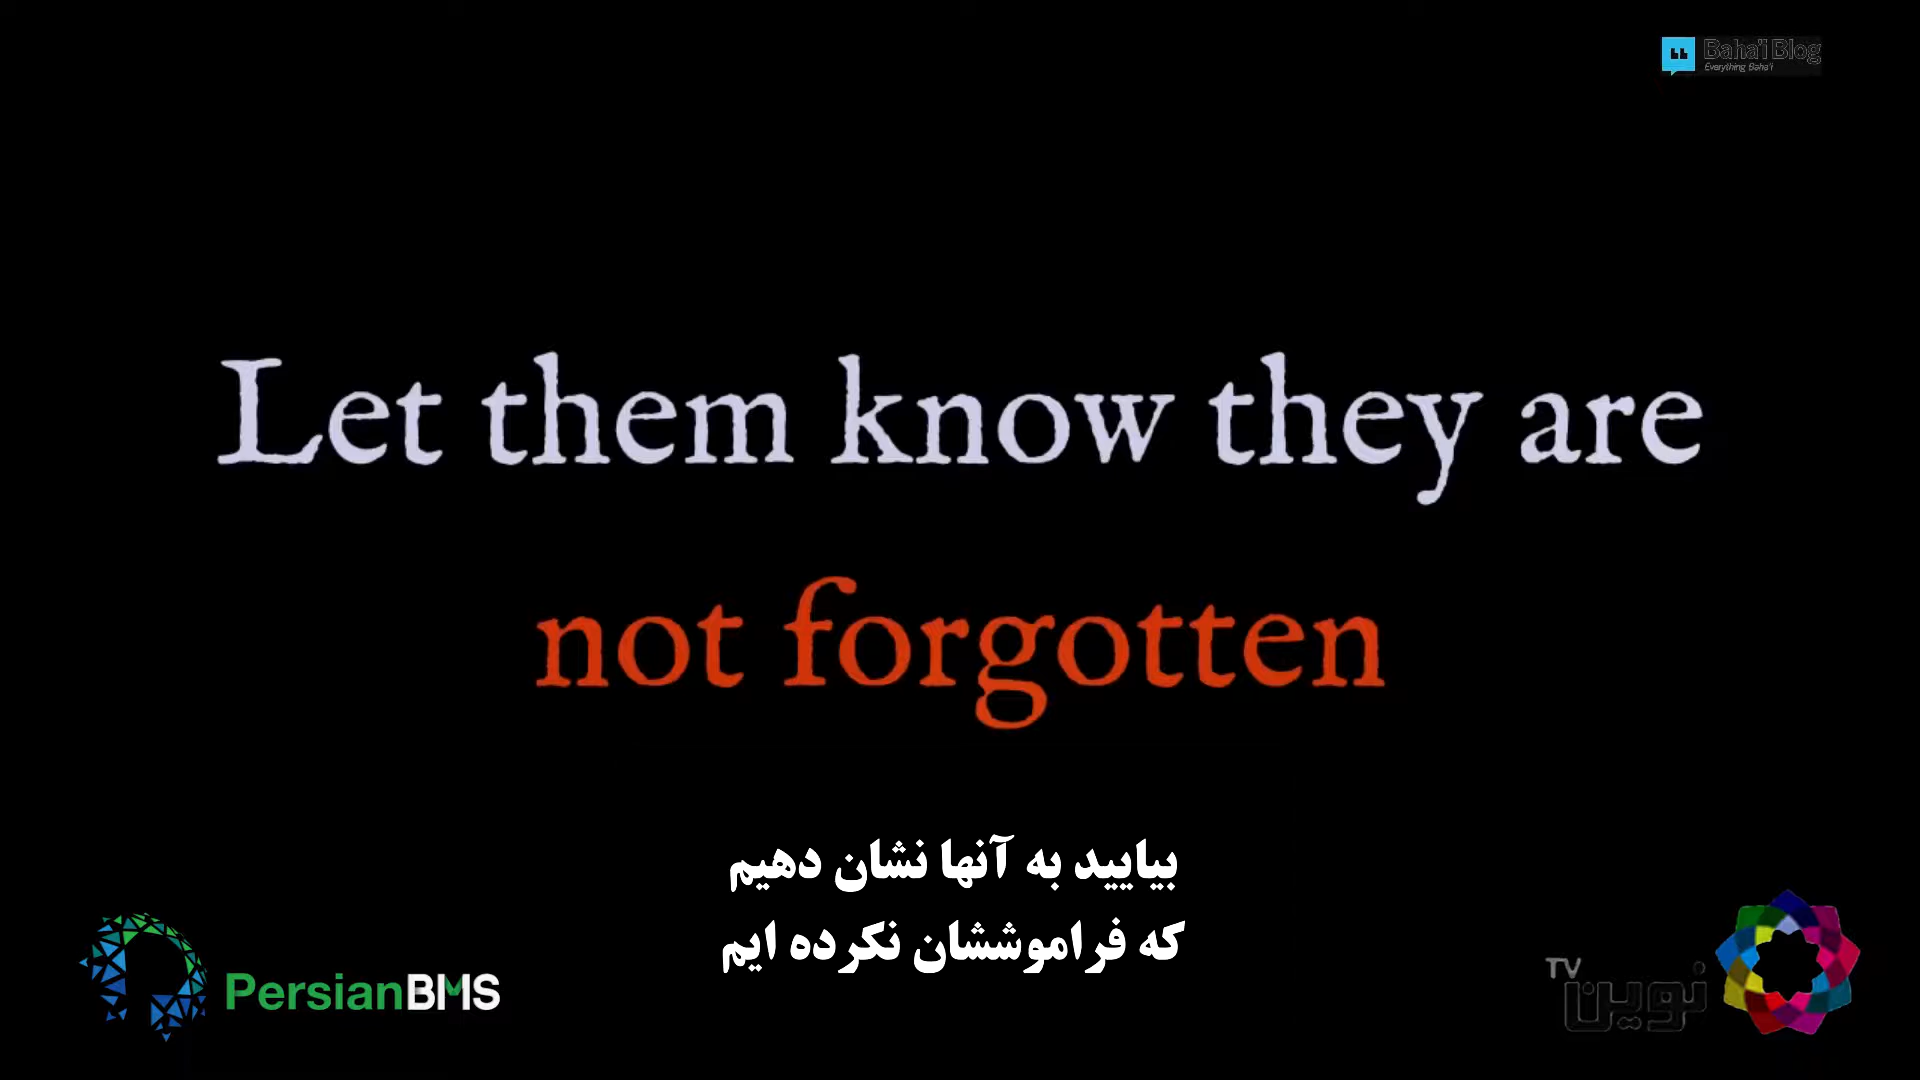 Baha'i Blog
Everything Baha'i
Let them know they are
not forgotten
بیایید به آنها نشان دهیم
که فراموششان نکرده ایم
PersianBMS
TV
نوین